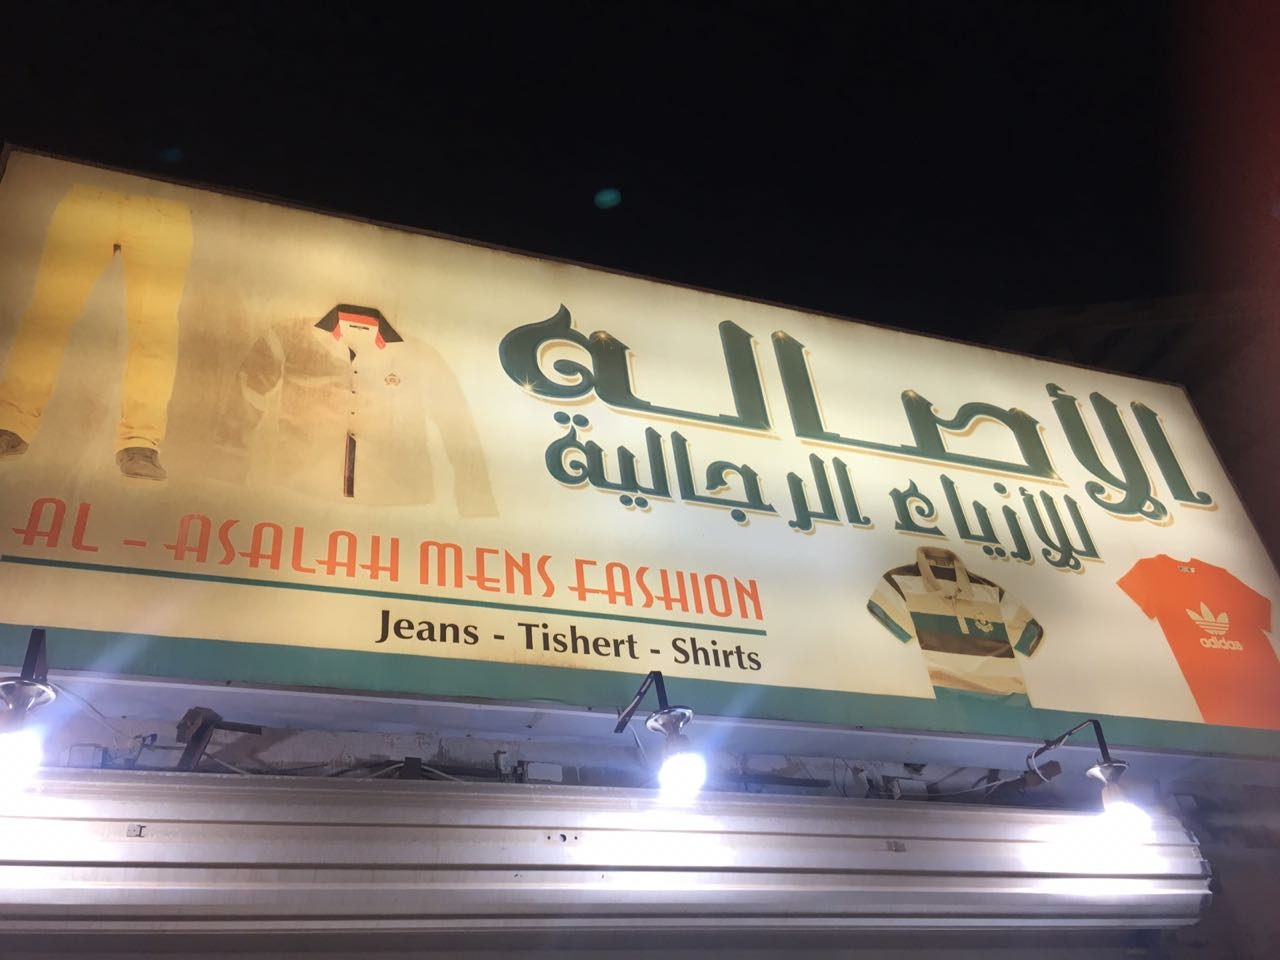 الأصالة
للأزياء الرجالية
AL - ASALAH MENS FASHION
Jeans - Tishert - Shirts
adidas